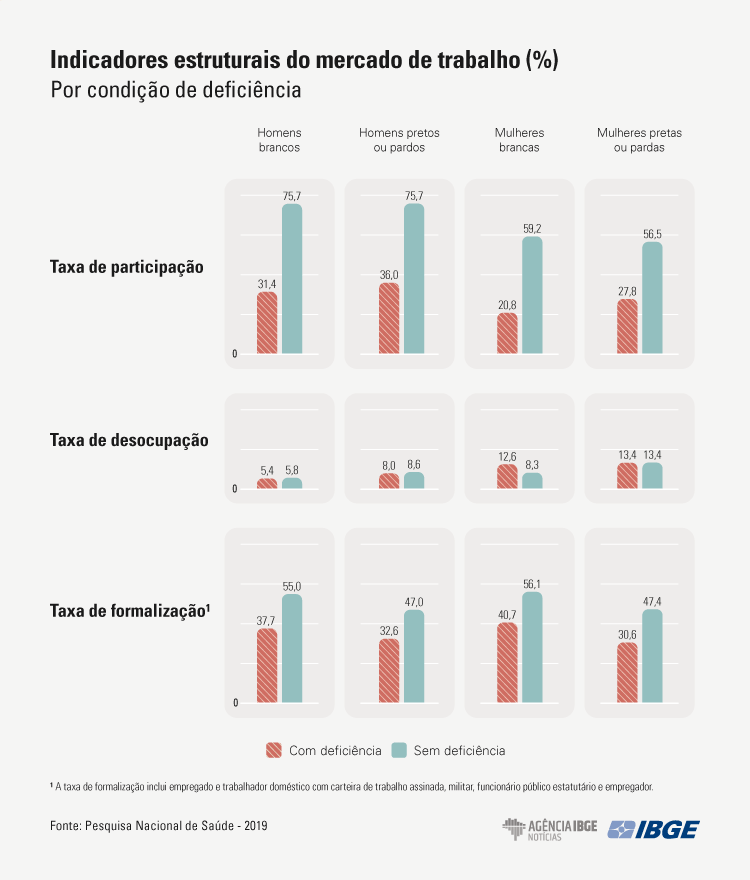 Indicadores estruturais do mercado de trabalho (%)
Por condição de deficiência
Homens
brancos
Homens pretos
ou pardos
Mulheres
brancas
Mulheres pretas
ou pardas
Taxa de participação
31,4
75,7
36,0
75,7
20,8
59,2
27,8
56,5
0
Taxa de desocupação
5,4
5,8
8,0
8,6
12,6
8,3
13,4
13,4
0
Taxa de formalização¹
37,7
55,0
32,6
47,0
40,7
56,1
30,6
47,4
0
Com deficiência
Sem deficiência
¹ A taxa de formalização inclui empregado e trabalhador doméstico com carteira de trabalho assinada, militar, funcionário público estatutário e empregador.
Fonte: Pesquisa Nacional de Saúde - 2019
AGÊNCIA IBGE
NOTÍCIAS
IBGE